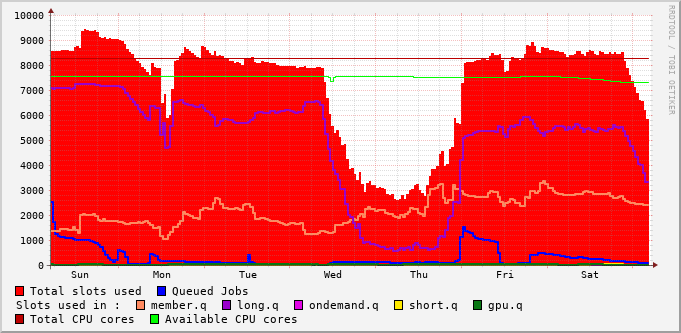 RRDTOOL / TOBI OETIKER
10000
9000
8000
7000
6000
5000
4000
3000
2000
1000
0
Sun Mon Tue Wed Thu Fri Sat
Total slots used Queued Jobs
Slots used in : member.q long.q ondemand.q short.q gpu.q
Total CPU cores Available CPU cores